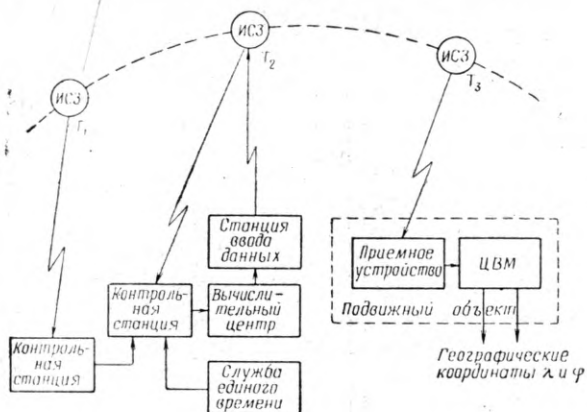 ИСЗ
T₂
ИСЗ
T₁
ИСЗ
T₃
Станция
ввода
данных
Приемное
устройство
ЦВМ
Подвижный объект
Контроль-
ная
станция
Вычисли-
тельный
центр
Контроль-
ная
станция
Служба
единого
времени
Географические
координаты λ и φ